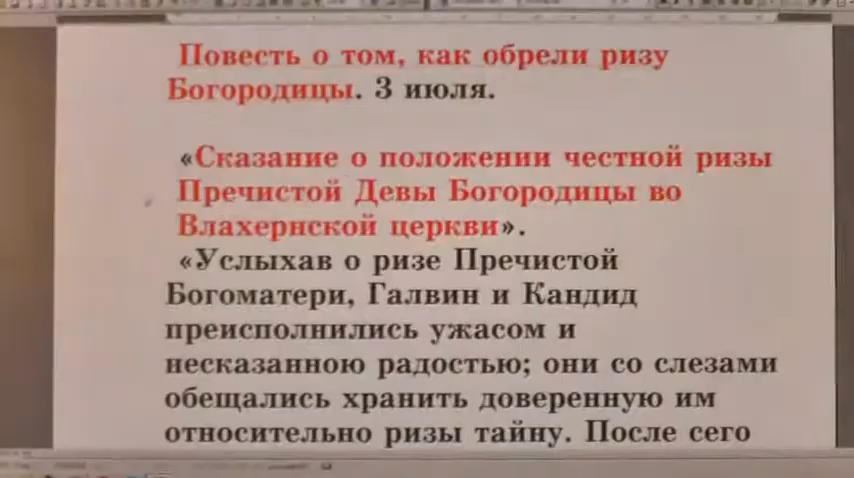 Повесть о том, как обрели ризу
Богородицы. 3 июля.
«Сказание о положении честной ризы
Пречистой Девы Богородицы во
Влахернской церкви».
«Услыхав о ризе Пречистой
Богоматери, Галвин и Кандид
преисполнились ужасом и
несказанною радостью; они со слезами
обещались хранить доверенную им
относительно ризы тайну. После сего